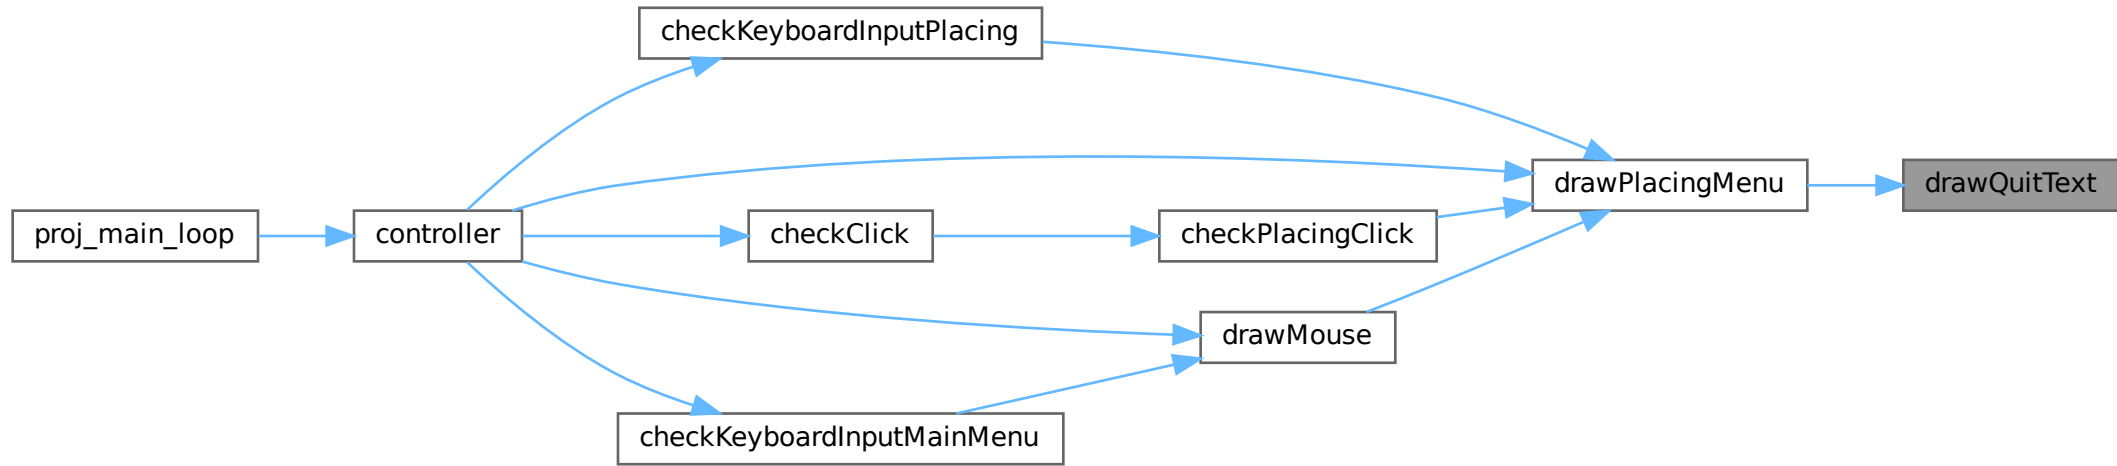 checkKeyboardInputPlacing
drawPlacingMenu
drawQuitText
proj_main_loop
controller
checkClick
checkPlacingClick
drawMouse
checkKeyboardInputMainMenu